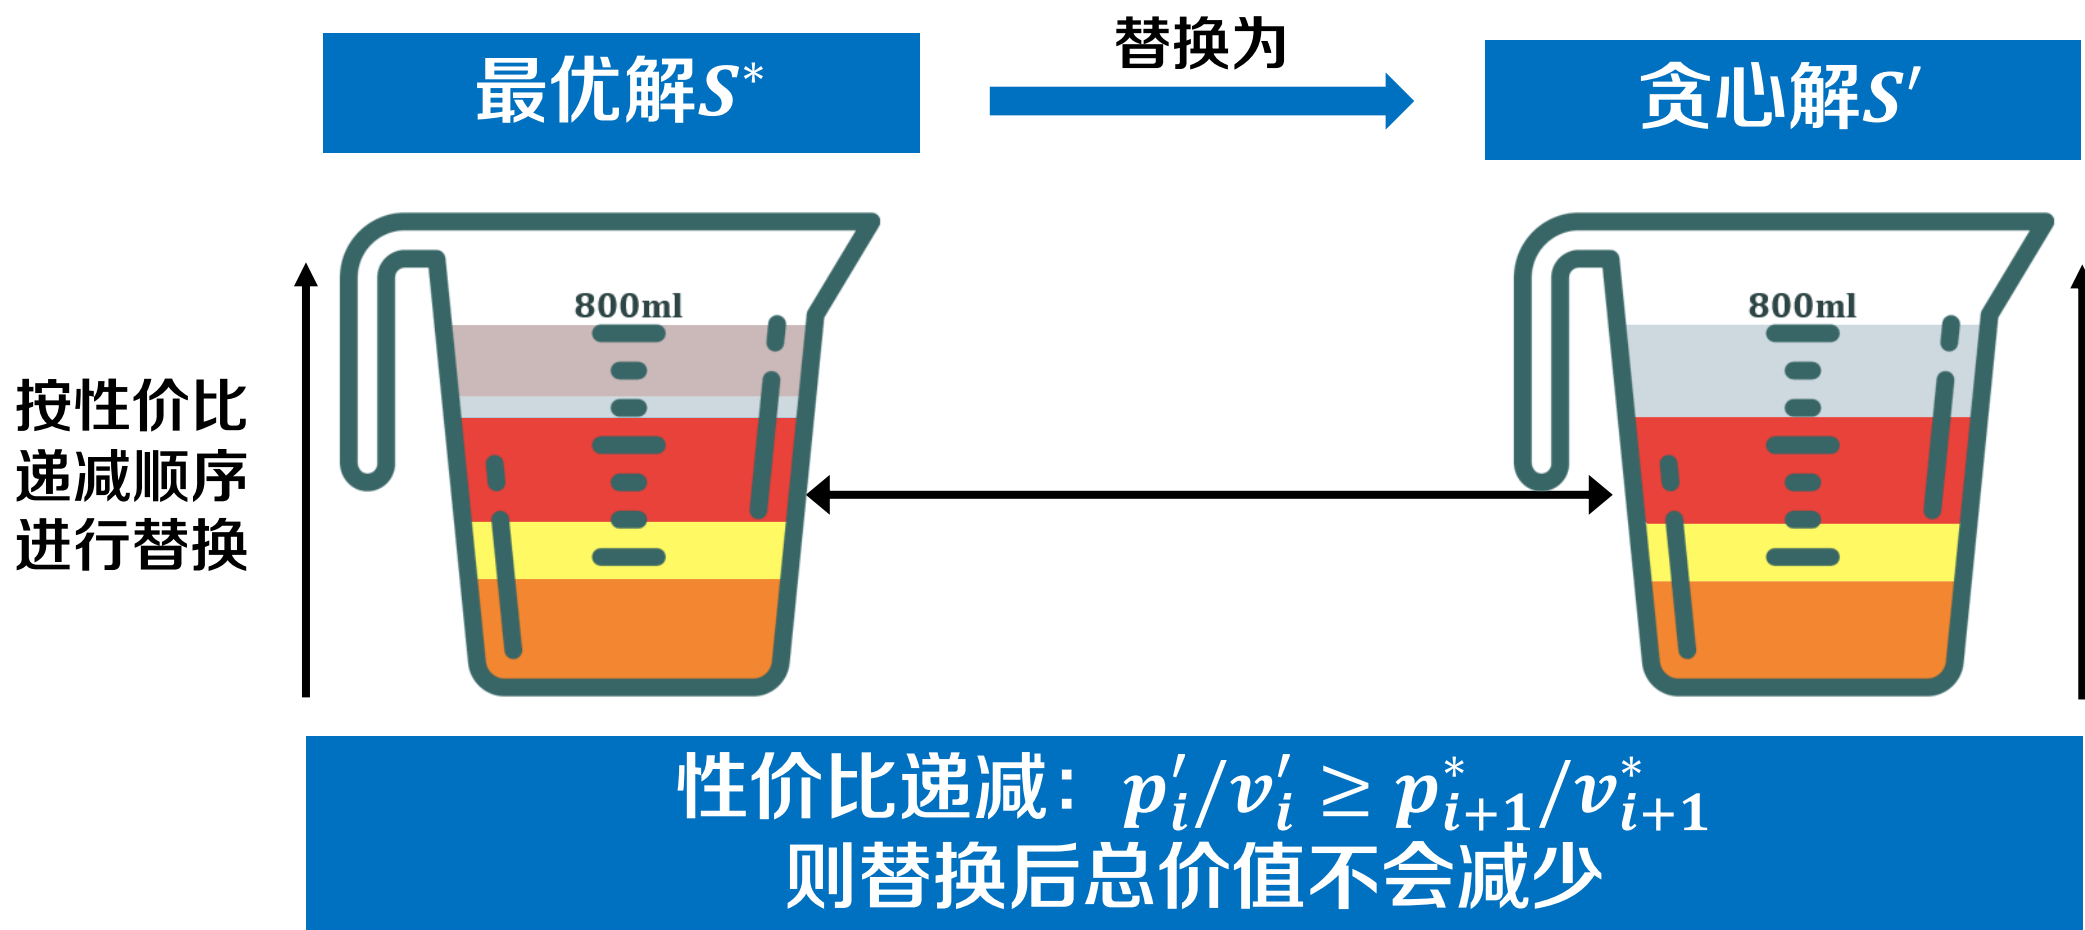 替换为
最优解S*
贪心解S′
800ml
800ml
按性价比
递减顺序
进行替换
性价比递减：p′ᵢ/v′ᵢ ≥ p*ᵢ₊₁/v*ᵢ₊₁
则替换后总价值不会减少